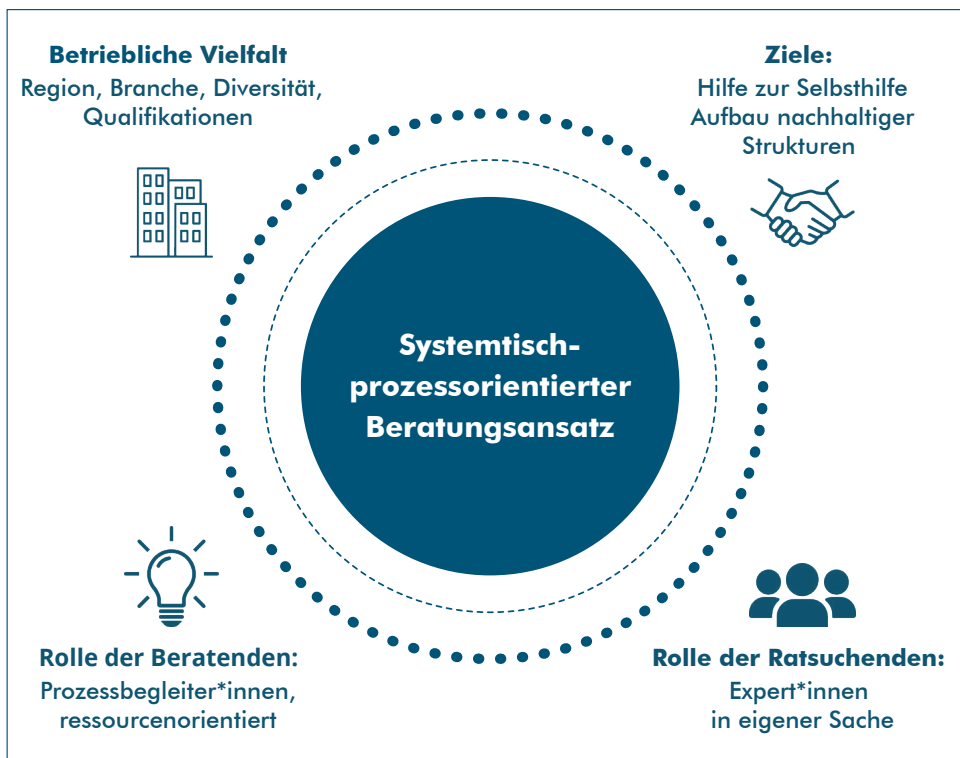 Betriebliche Vielfalt
Region, Branche, Diversität,
Qualifikationen
Ziele:
Hilfe zur Selbsthilfe
Aufbau nachhaltiger
Strukturen
Systemtisch-
prozessorientierter
Beratungsansatz
Rolle der Beratenden:
Prozessbegleiter*innen,
ressourcenorientiert
Rolle der Ratsuchenden:
Expert*innen
in eigener Sache